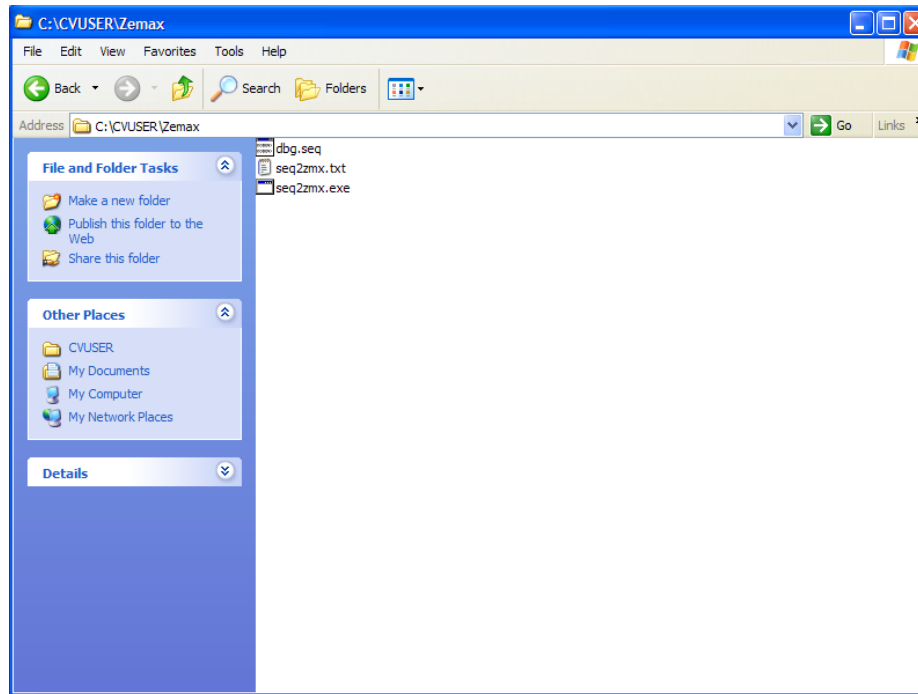 C:\CVUSER\Zemax
File Edit View Favorites Tools Help
Back Search Folders
Address C:\CVUSER\Zemax Go Links »
File and Folder Tasks
Make a new folder
Publish this folder to the
Web
Share this folder
Other Places
CVUSER
My Documents
My Computer
My Network Places
Details
dbg.seq
seq2zmx.txt
seq2zmx.exe